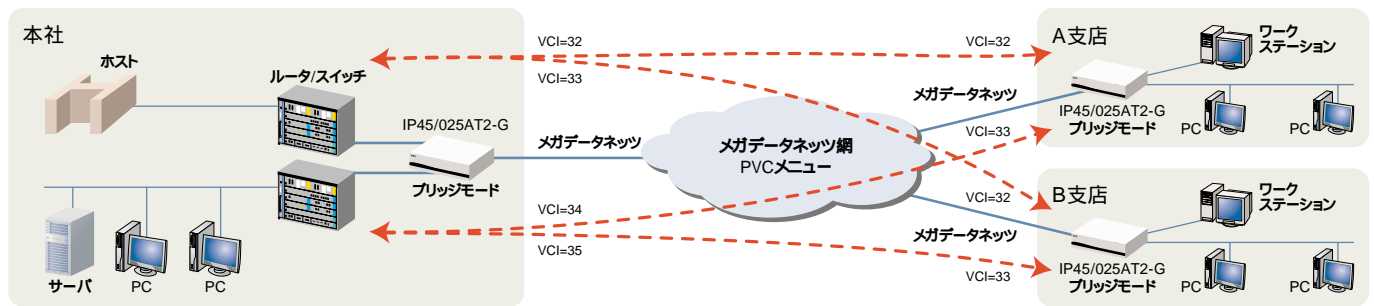 本社
ホスト
ルータ/スイッチ
IP45/025AT2-G
ブリッジモード
サーバ
PC
PC
メガデータネッツ
VCI=32
VCI=33
VCI=34
VCI=35
メガデータネッツ網
PVCメニュー
VCI=32
メガデータネッツ
VCI=33
VCI=32
メガデータネッツ
VCI=33
A支店
ワーク
ステーション
IP45/025AT2-G
ブリッジモード
PC
PC
B支店
ワーク
ステーション
IP45/025AT2-G
ブリッジモード
PC
PC